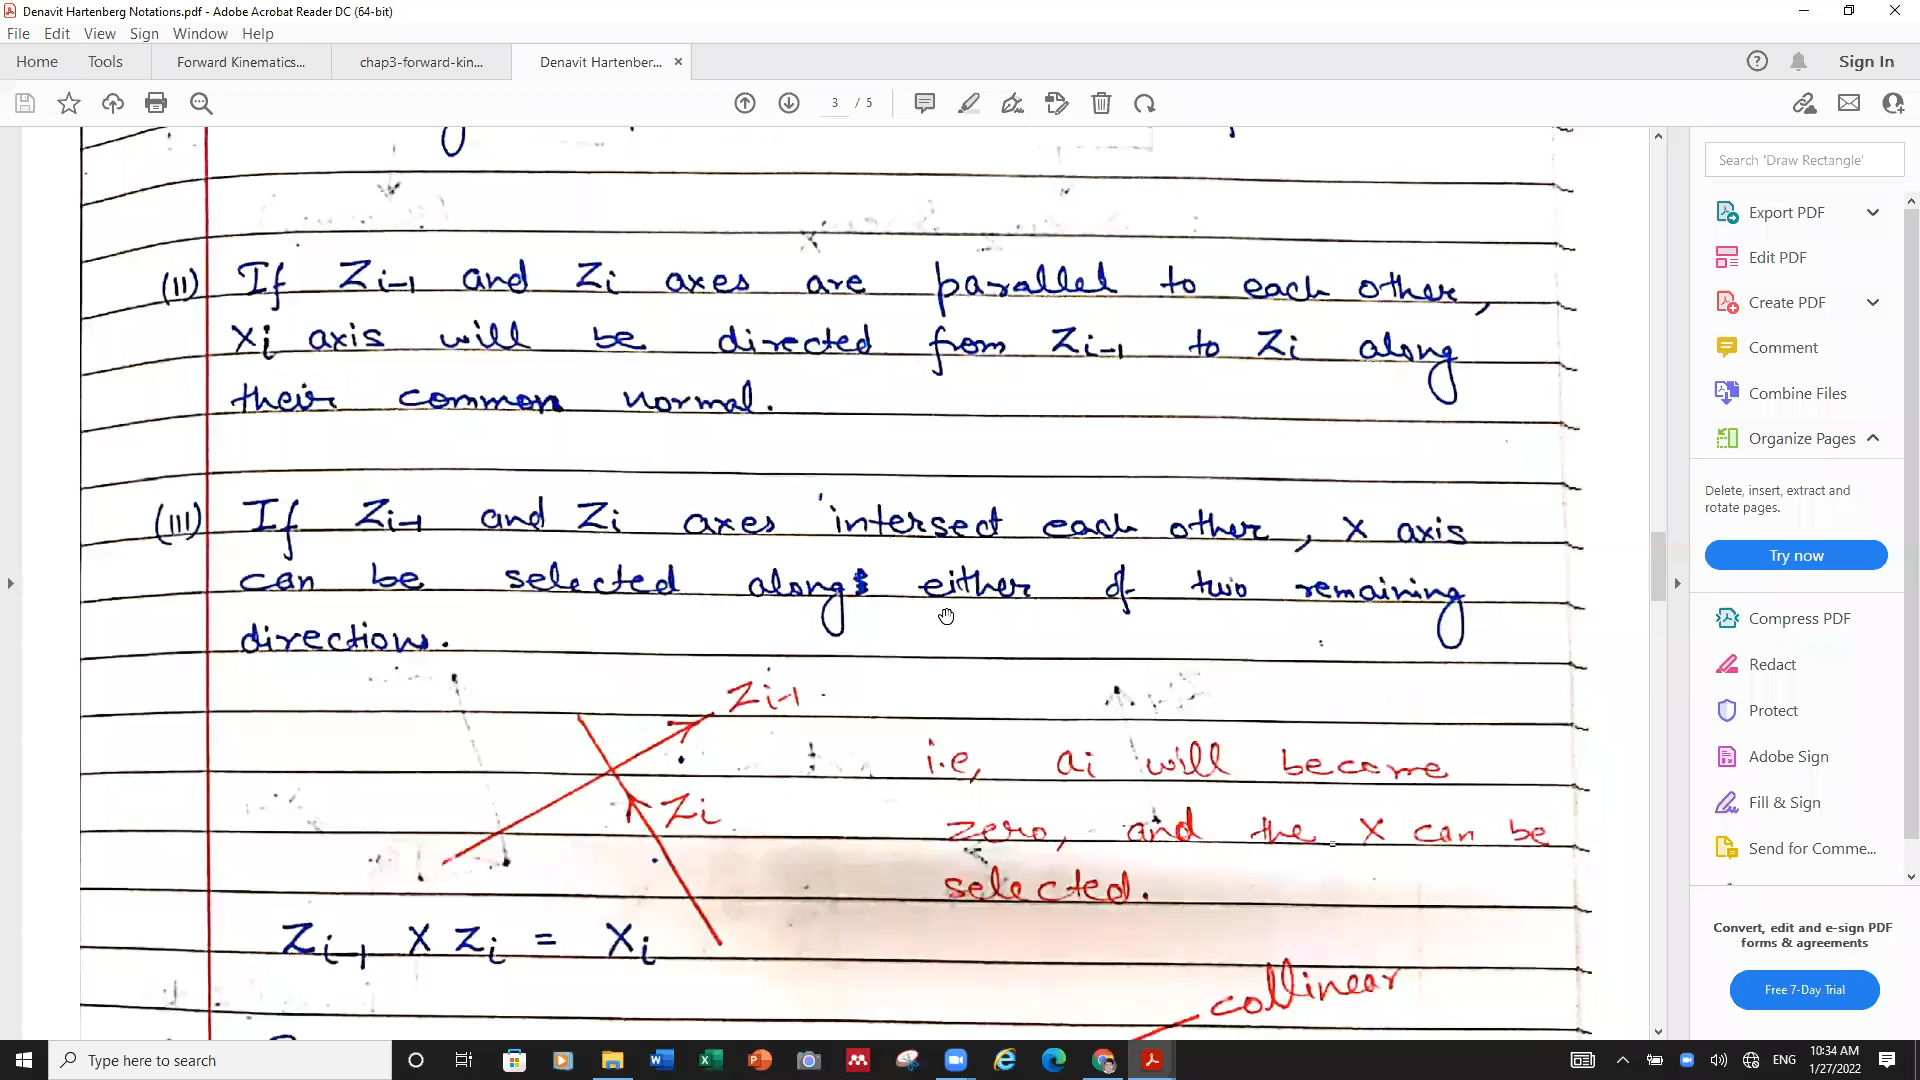 Denavit Hartenberg Notations.pdf - Adobe Acrobat Reader DC (64-bit)
File Edit View Sign Window Help
Home Tools Forward Kinematics... chap3-forward-kin... Denavit Hartenber... × Sign In
3 / 5
(II) If Zi-1 and Zi axes are parallel to each other,
Xi axis will be directed from Zi-1 to Zi along
their common normal.
(III) If Zi-1 and Zi axes intersect each other, X axis
can be selected along either of two remaining
directions.
Zi-1
i.e, ai will become
Zi
zero, and the X can be
selected.
Zi-1 X Zi = Xi
collinear
Search 'Draw Rectangle'
Export PDF
Edit PDF
Create PDF
Comment
Combine Files
Organize Pages
Delete, insert, extract and
rotate pages.
Try now
Compress PDF
Redact
Protect
Adobe Sign
Fill & Sign
Send for Comme...
Convert, edit and e-sign PDF
forms & agreements
Free 7-Day Trial
Type here to search
ENG
10:34 AM
1/27/2022